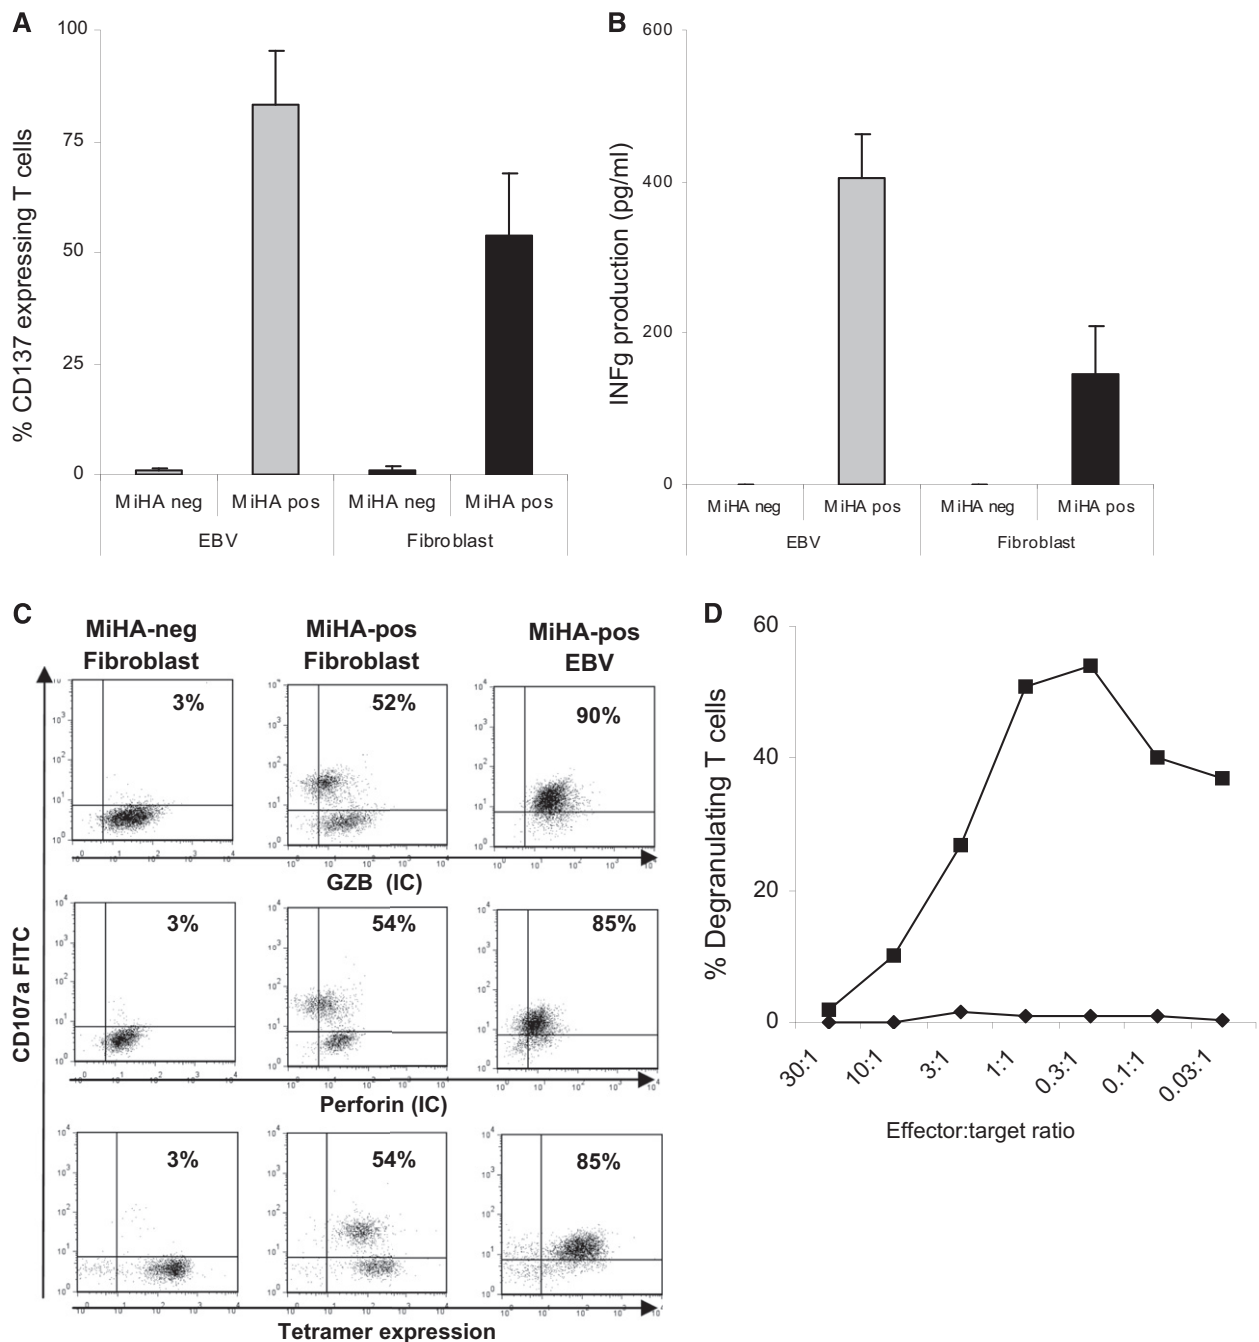 A
100
75
50
25
0
% CD137 expressing T cells
MiHA neg MiHA pos MiHA neg MiHA pos
EBV Fibroblast
B
600
400
200
0
INFg production (pg/ml)
MiHA neg MiHA pos MiHA neg MiHA pos
EBV Fibroblast
C
MiHA-neg
Fibroblast
MiHA-pos
Fibroblast
MiHA-pos
EBV
3% 52% 90%
GZB (IC)
3% 54% 85%
Perforin (IC)
3% 54% 85%
Tetramer expression
CD107a FITC
D
60
40
20
0
% Degranulating T cells
30:1 10:1 3:1 1:1 0.3:1 0.1:1 0.03:1
Effector:target ratio